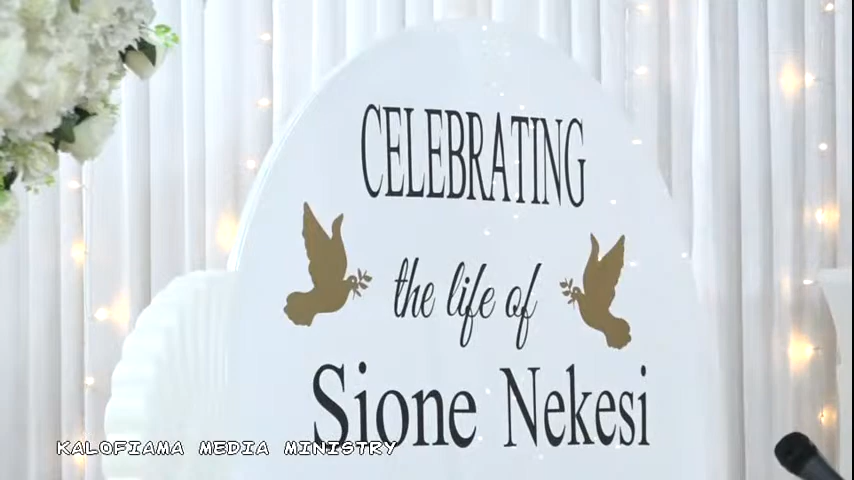 CELEBRATING
the life of
Sione Nekesi
KALOFIAMA MEDIA MINISTRY